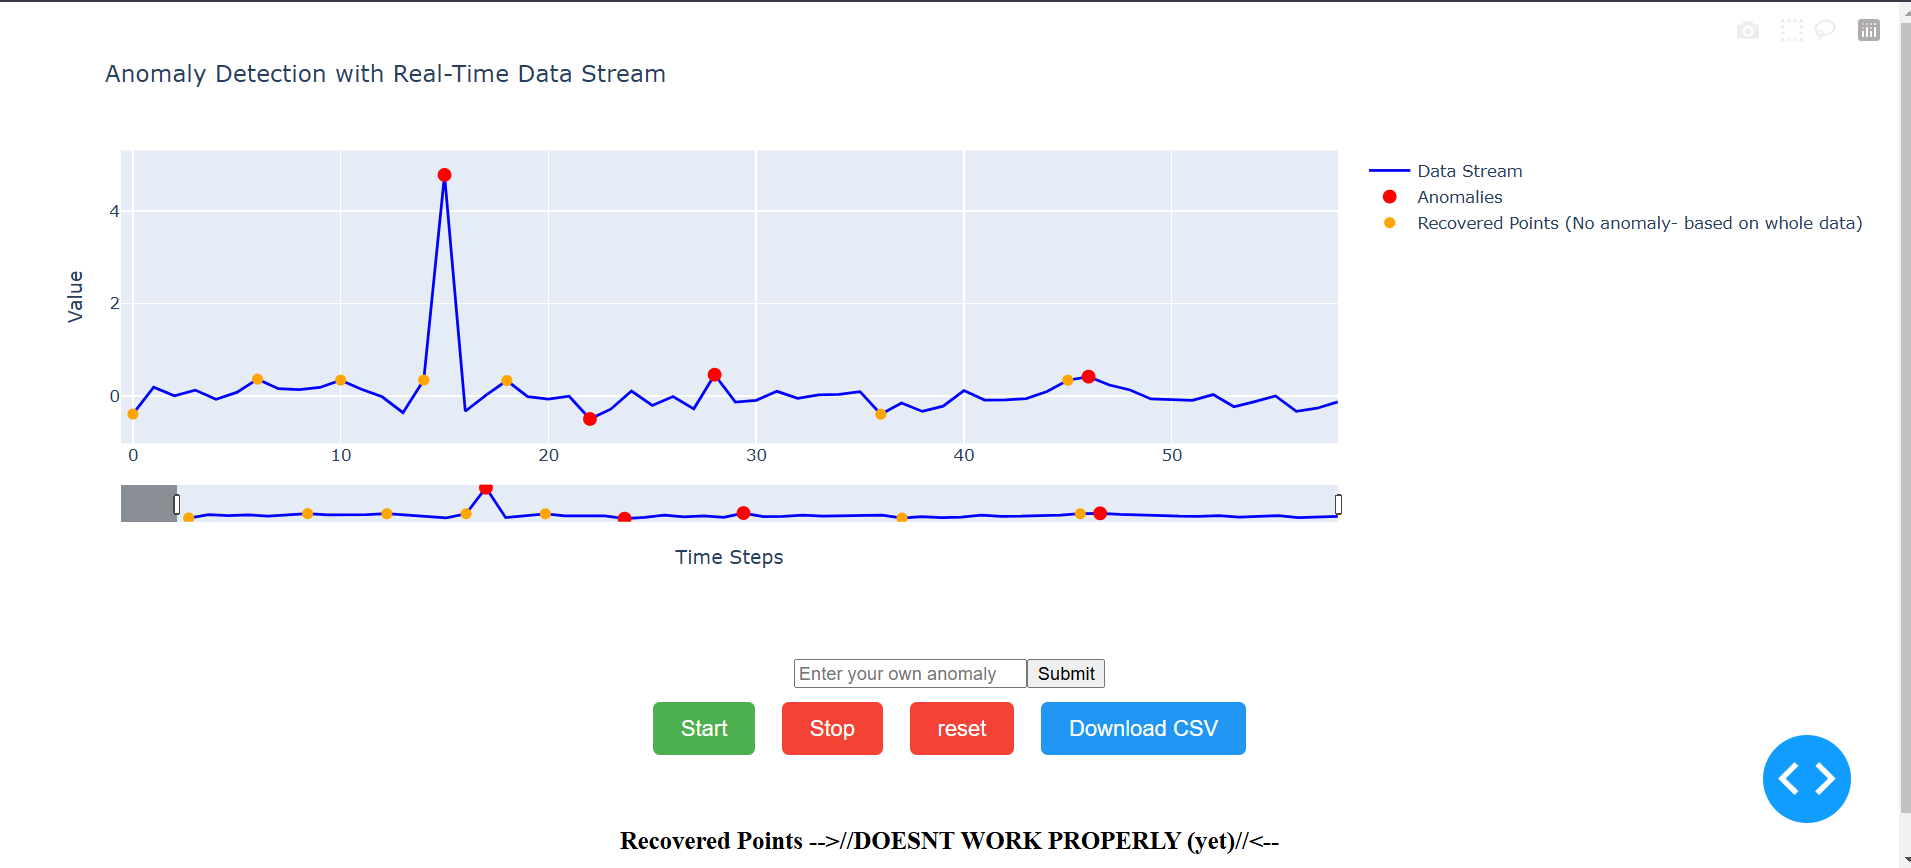 Anomaly Detection with Real-Time Data Stream
Data Stream
Anomalies
Recovered Points (No anomaly- based on whole data)
Value
4
2
0
0 10 20 30 40 50
Time Steps
Enter your own anomaly Submit
Start Stop reset Download CSV
Recovered Points -->//DOESNT WORK PROPERLY (yet)//<--